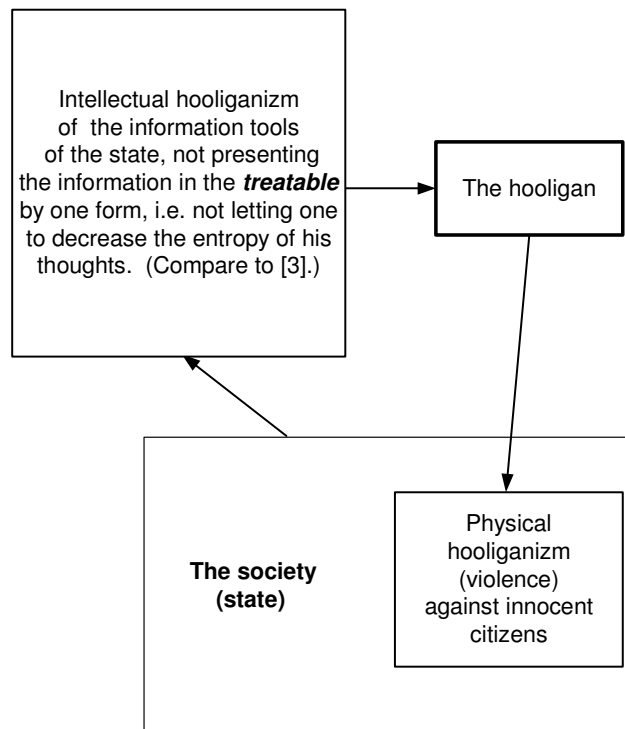 Intellectual hooliganizm
of the information tools
of the state, not presenting
the information in the treatable
by one form, i.e. not letting one
to decrease the entropy of his
thoughts. (Compare to [3].)
The hooligan
The society
(state)
Physical
hooliganizm
(violence)
against innocent
citizens